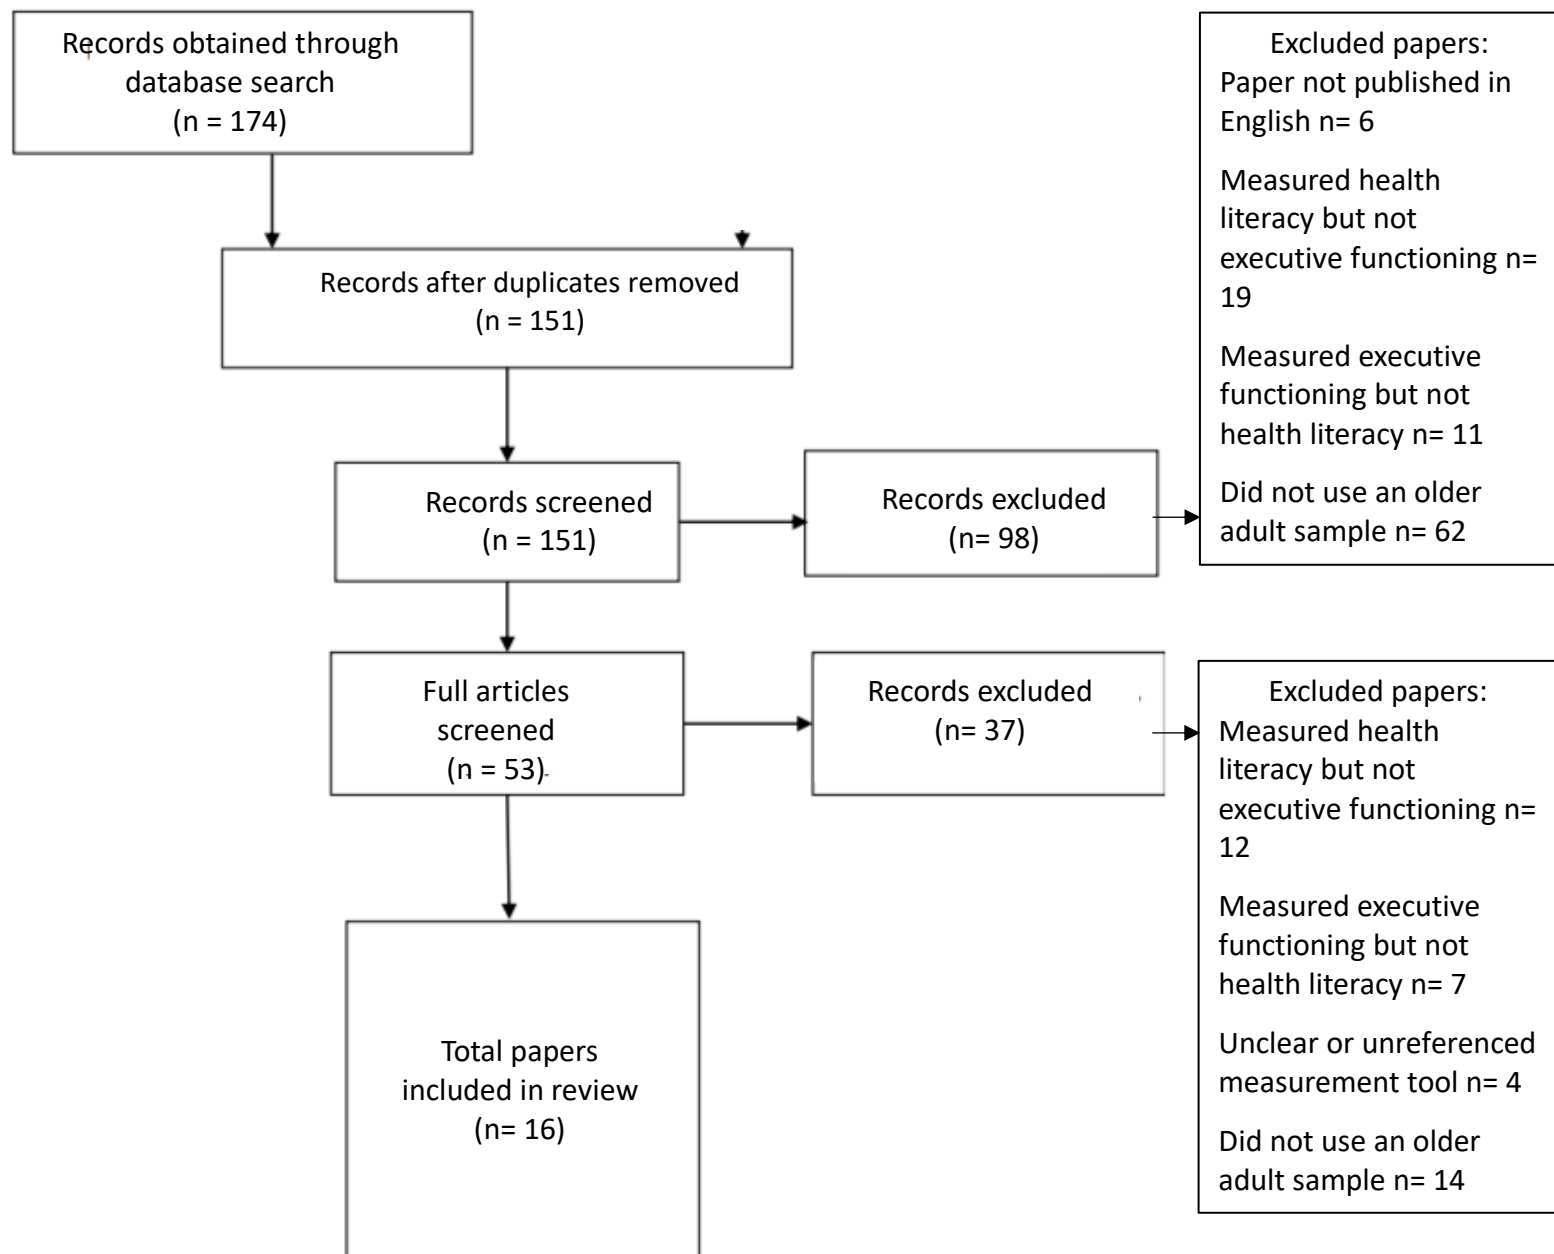 Records obtained through
database search
(n = 174)
Records after duplicates removed
(n = 151)
Records screened
(n = 151)
Records excluded
(n= 98)
Excluded papers:
Paper not published in
English n= 6
Measured health
literacy but not
executive functioning n=
19
Measured executive
functioning but not
health literacy n= 11
Did not use an older
adult sample n= 62
Full articles
screened
(n = 53)
Records excluded
(n= 37)
Excluded papers:
Measured health
literacy but not
executive functioning n=
12
Measured executive
functioning but not
health literacy n= 7
Unclear or unreferenced
measurement tool n= 4
Did not use an older
adult sample n= 14
Total papers
included in review
(n= 16)